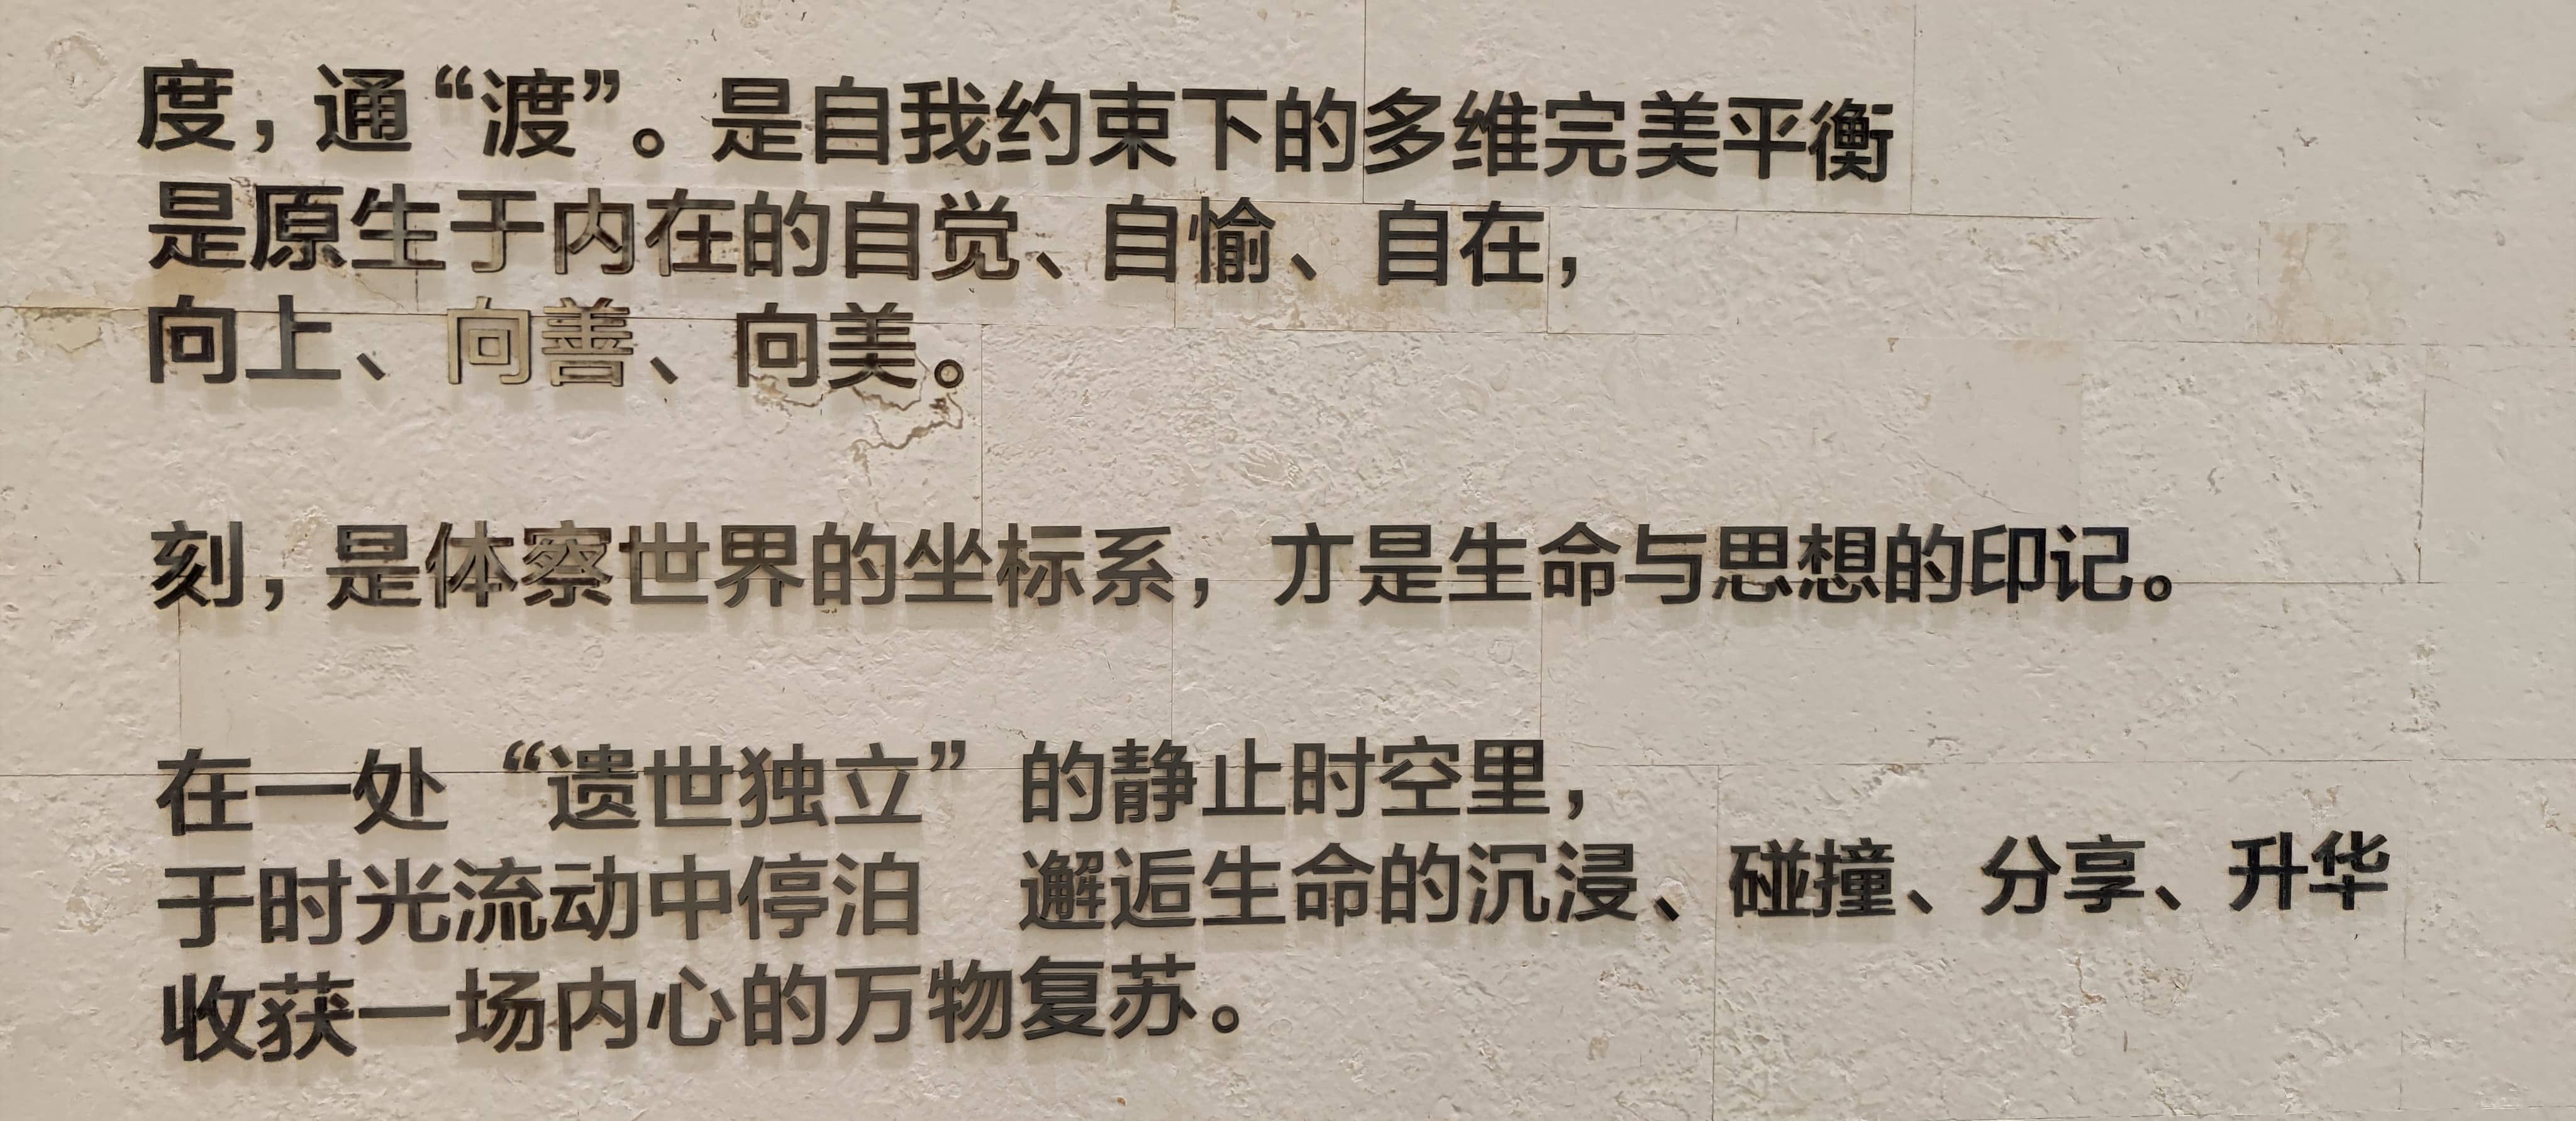 度，通“渡”。是自我约束下的多维完美平衡
是原生于内在的自觉、自愉、自在，
向上、向善、向美。
刻，是体察世界的坐标系，亦是生命与思想的印记。
在一处“遗世独立”的静止时空里，
于时光流动中停泊 邂逅生命的沉浸、碰撞、分享、升华
收获一场内心的万物复苏。